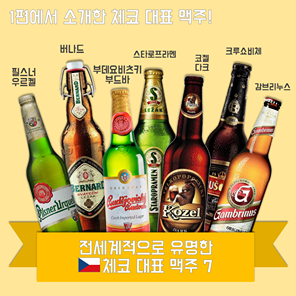 1편에서 소개한 체코 대표 맥주!
필스너
우르켈
버나드
부데요비츠키
부드바
스타로프라멘
코젤
다크
크루소비체
감브리누스
Pilsner Urquell
BERNARD
STAROPRAMEN
Kozel
Gambrinus
전세계적으로 유명한
체코 대표 맥주 7